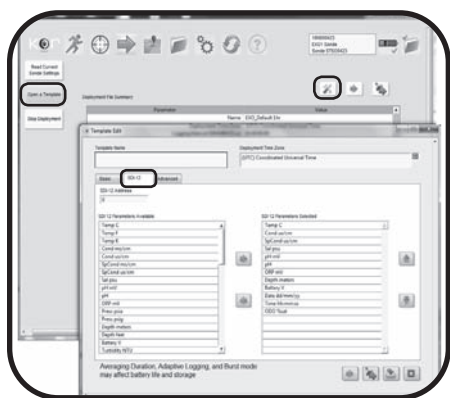 KOR
EXO1 Sonde
Read Current
Sonde Settings
Open a Template
Stop Deployment
Deployment File Summary
Parameter Value
Name EXO_Default 1hr
Template Edit
Template Name
Deployment Time Zone
(UTC) Coordinated Universal Time
Basic SDI-12 Advanced
SDI-12 Address
0
SDI-12 Parameters Available
Temp C
Temp F
Temp K
Cond ms/cm
Cond us/cm
SpCond ms/cm
SpCond us/cm
Sal psu
pH mV
pH
ORP mV
Press psia
Press psig
Depth meters
Depth feet
Battery V
Turbidity NTU
SDI-12 Parameters Selected
Temp C
Cond us/cm
SpCond us/cm
Sal psu
pH mV
pH
ORP mV
Depth meters
Battery V
Date dd/mm/yy
Time hh:mm:ss
ODO %sat
Averaging Duration, Adaptive Logging, and Burst mode
may affect battery life and storage